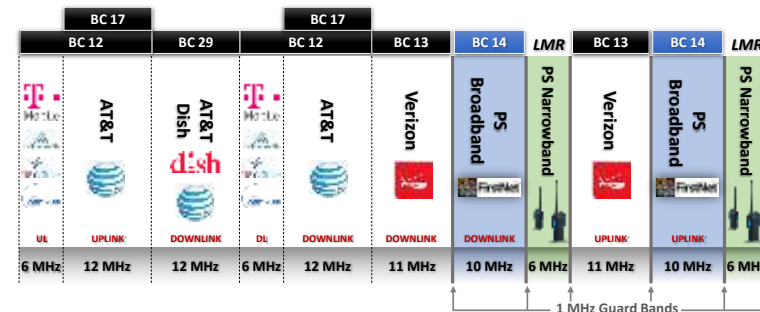 BC 17 BC 17
BC 12 BC 29 BC 12 BC 13 BC 14 LMR BC 13 BC 14 LMR
T Mobile
AT&T
AT&T
Dish
dish
T Mobile
AT&T
Verizon
PS
Broadband
FirstNet
PS Narrowband
Verizon
PS
Broadband
FirstNet
PS Narrowband
UL UPLINK DOWNLINK DL DOWNLINK DOWNLINK DOWNLINK UPLINK UPLINK
6 MHz 12 MHz 12 MHz 6 MHz 12 MHz 11 MHz 10 MHz 6 MHz 11 MHz 10 MHz 6 MH
1 MHz Guard Bands